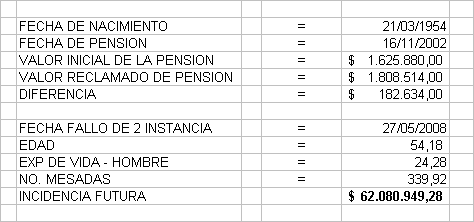 FECHA DE NACIMIENTO = 21/03/1954
FECHA DE PENSION = 16/11/2002
VALOR INICIAL DE LA PENSION = $ 1.625.880,00
VALOR RECLAMADO DE PENSION = $ 1.808.514,00
DIFERENCIA = $ 182.634,00
FECHA FALLO DE 2 INSTANCIA = 27/05/2008
EDAD = 54,18
EXP DE VIDA - HOMBRE = 24,28
NO. MESADAS = 339,92
INCIDENCIA FUTURA $ 62.080.949,28